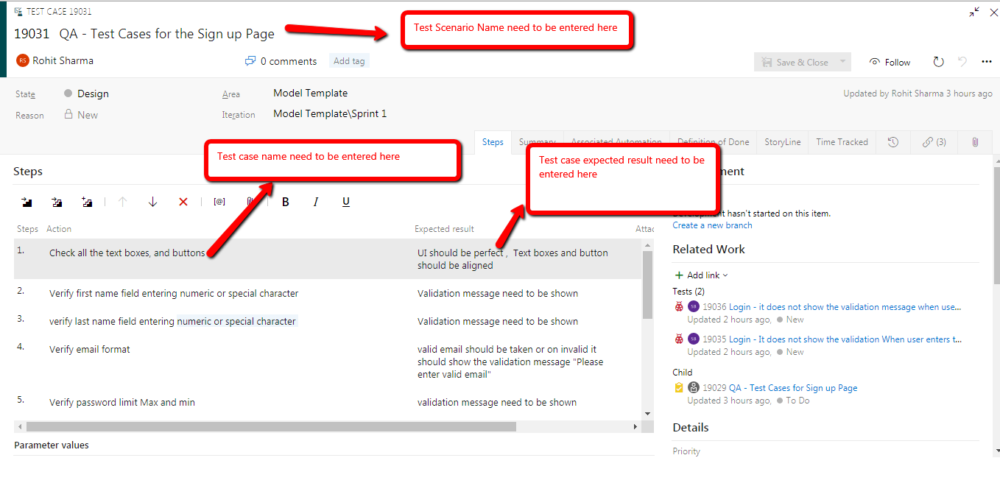 TEST CASE 19031
19031 QA - Test Cases for the Sign up Page
Test Scenario Name need to be entered here
RS Rohit Sharma
0 comments
Add tag
Save & Close
Follow
State
Design
Area
Model Template
Updated by Rohit Sharma 3 hours ago
Reason
New
Iteration
Model Template\Sprint 1
Steps
Summary
Associated Automation
Definition of Done
StoryLine
Time Tracked
(3)
Test case name need to be entered here
Test case expected result need to be
entered here
Steps
[@]
B
I
U
Steps
Action
Expected result
1.
Check all the text boxes, and buttons
UI should be perfect , Text boxes and button
should be aligned
2.
Verify first name field entering numeric or special character
Validation message need to be shown
3.
verify last name field entering numeric or special character
Validation message need to be shown
4.
Verify email format
valid email should be taken or on invalid it
should show the validation message "Please
enter valid email"
5.
Verify password limit Max and min
validation message need to be shown
Parameter values
hasn't started on this item.
Create a new branch
Related Work
+ Add link
Tests (2)
SB 19036 Login - it does not show the validation message when use...
Updated 2 hours ago, New
SB 19035 Login - It does not show the validation When user enters t...
Updated 2 hours ago, New
Child
19029 QA - Test Cases for Sign up Page
Updated 3 hours ago, To Do
Details
Priority